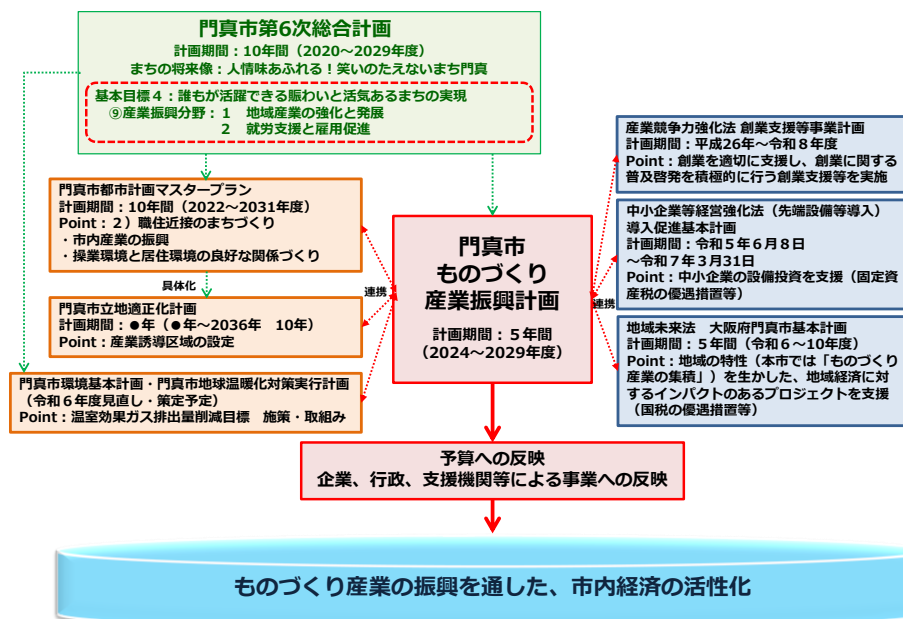 門真市第6次総合計画
計画期間：10年間（2020～2029年度）
まちの将来像：人情味あふれる！笑いのたえないまち門真
基本目標４：誰もが活躍できる賑わいと活気あるまちの実現
⑨産業振興分野：１　地域産業の強化と発展
２　就労支援と雇用促進
門真市都市計画マスタープラン
計画期間：10年間（2022～2031年度）
Point：２）職住近接のまちづくり
・市内産業の振興
・操業環境と居住環境の良好な関係づくり
具体化
門真市立地適正化計画
計画期間：●年（●年～2036年　10年）
Point：産業誘導区域の設定
門真市環境基本計画・門真市地球温暖化対策実行計画
（令和６年度見直し・策定予定）
Point：温室効果ガス排出量削減目標　施策・取組み
連携
門真市
ものづくり
産業振興計画
計画期間：５年間
（2024～2029年度）
連携
産業競争力強化法 創業支援等事業計画
計画期間：平成26年～令和８年度
Point：創業を適切に支援し、創業に関する
普及啓発を積極的に行う創業支援等を実施
中小企業等経営強化法（先端設備等導入）
導入促進基本計画
計画期間：令和５年６月８日
～令和７年３月31日
Point：中小企業の設備投資を支援（固定資
産税の優遇措置等）
地域未来法　大阪府門真市基本計画
計画期間：５年間（令和６～10年度）
Point：地域の特性（本市では「ものづくり
産業の集積」）を生かした、地域経済に対
するインパクトのあるプロジェクトを支援
（国税の優遇措置等）
予算への反映
企業、行政、支援機関等による事業への反映
ものづくり産業の振興を通した、市内経済の活性化